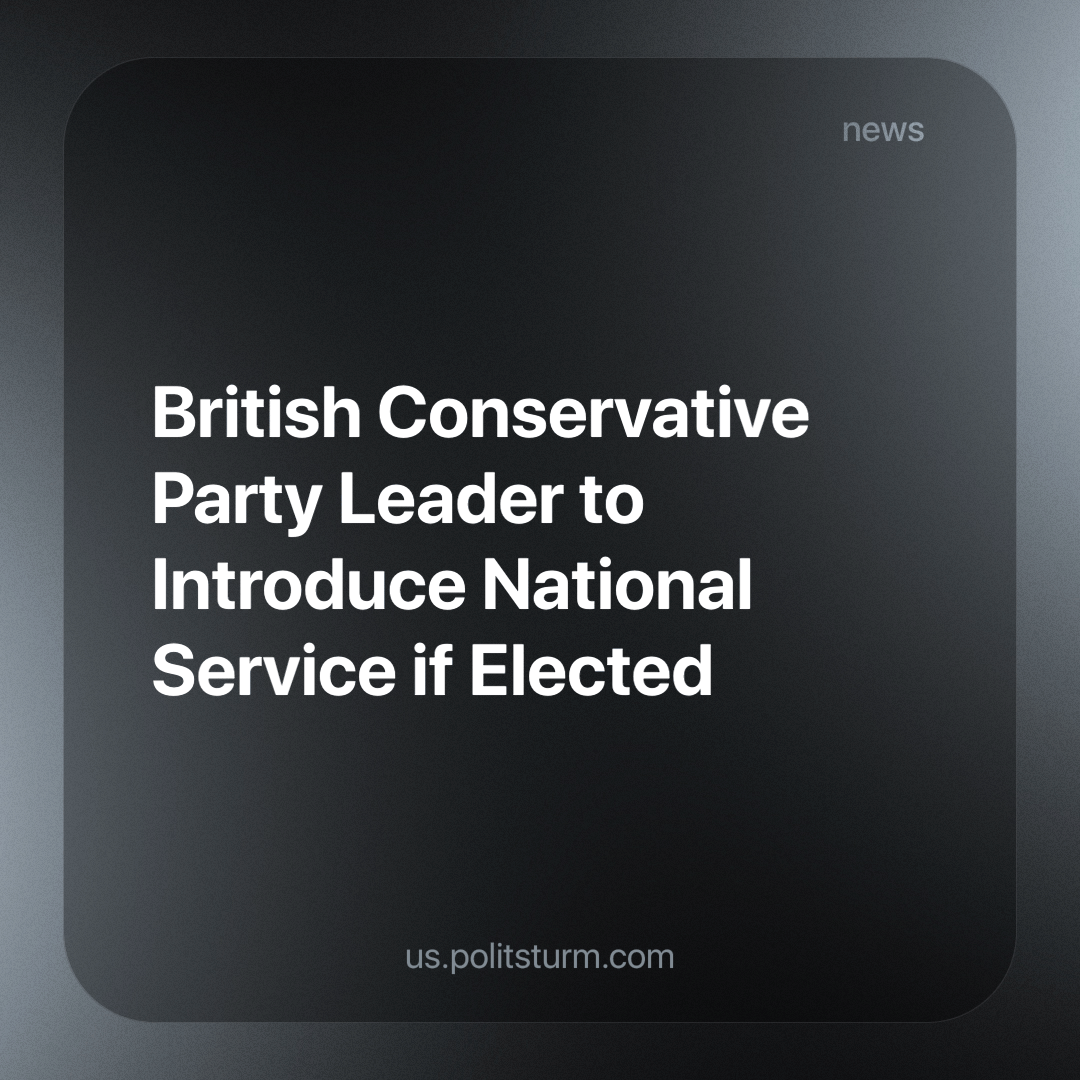 news
British Conservative
Party Leader to
Introduce National
Service if Elected
us.politsturm.com